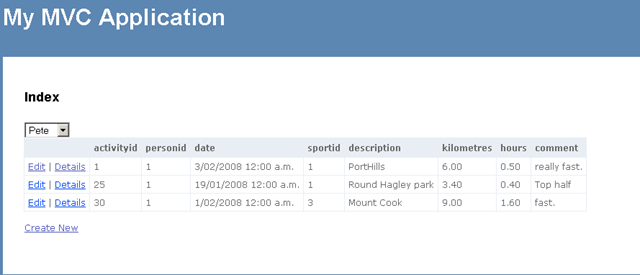 My MVC Application
Index
Pete
activityid personid date sportid description kilometres hours comment
Edit | Details 1 1 3/02/2008 12:00 a.m. 1 PortHills 6.00 0.50 really fast.
Edit | Details 25 1 19/01/2008 12:00 a.m. 1 Round Hagley park 3.40 0.40 Top half
Edit | Details 30 1 1/02/2008 12:00 a.m. 3 Mount Cook 9.00 1.60 fast.
Create New